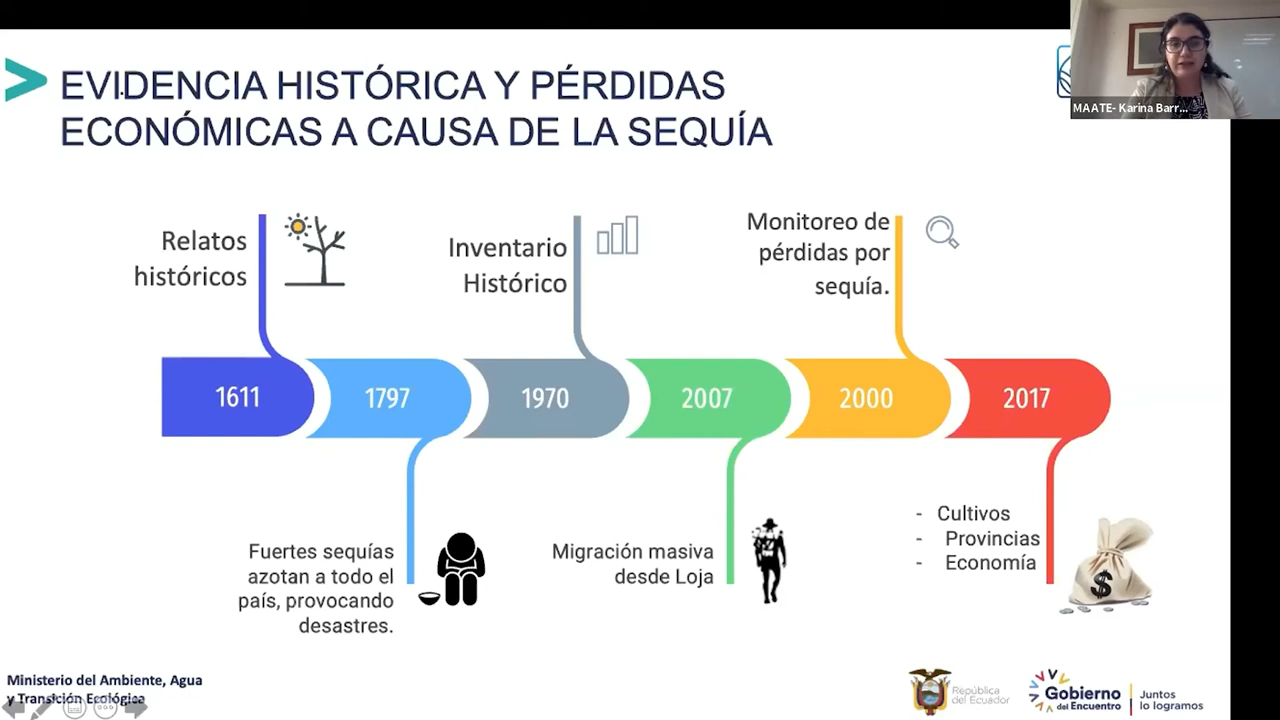 EVIDENCIA HISTÓRICA Y PÉRDIDAS
ECONÓMICAS A CAUSA DE LA SEQUÍA
MAATE- Karina Barr...
Relatos
históricos
Inventario
Histórico
Monitoreo de
pérdidas por
sequía.
1611
1797
1970
2007
2000
2017
Fuertes sequías
azotan a todo el
país, provocando
desastres.
Migración masiva
desde Loja
- Cultivos
- Provincias
- Economía
$
Ministerio del Ambiente, Agua
y Transición Ecológica
República
del Ecuador
Gobierno
del Encuentro
Juntos
lo logramos